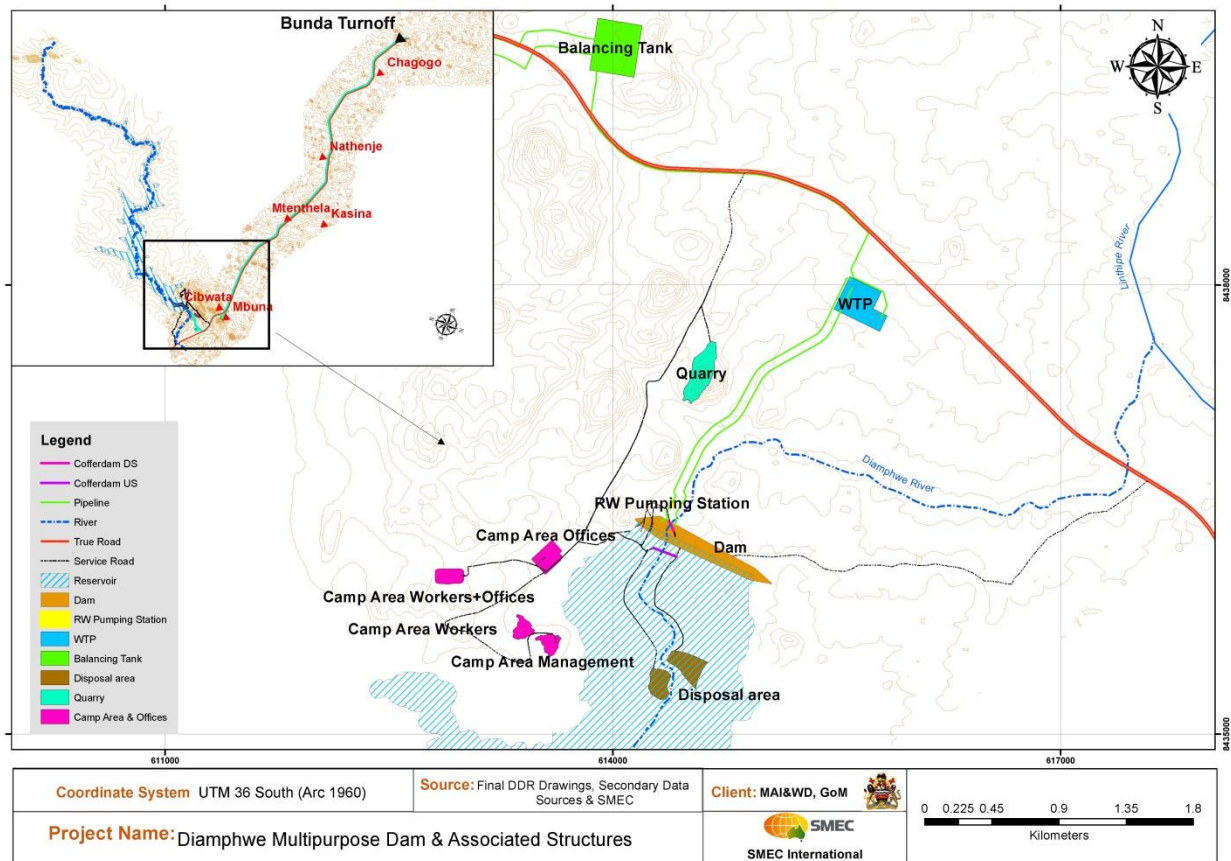 Bunda Turnoff
Chagogo
Nathenje
Mtenthela
Kasina
Cibwata
Mbuna
Balancing Tank
N
W E
S
WTP
Linthipe River
Quarry
Diamphwe River
RW Pumping Station
Camp Area Offices
Dam
Camp Area Workers+Offices
Camp Area Workers
Camp Area Management
Disposal area
8438000
8435000
Legend
Cofferdam DS
Cofferdam US
Pipeline
River
True Road
Service Road
Reservoir
Dam
RW Pumping Station
WTP
Balancing Tank
Disposal area
Quarry
Camp Area & Offices
611000
614000
617000
Coordinate System UTM 36 South (Arc 1960)
Source: Final DDR Drawings, Secondary Data
Sources & SMEC
Client: MAI&WD, GoM
0 0.225 0.45 0.9 1.35 1.8
Kilometers
Project Name: Diamphwe Multipurpose Dam & Associated Structures
SMEC
SMEC International